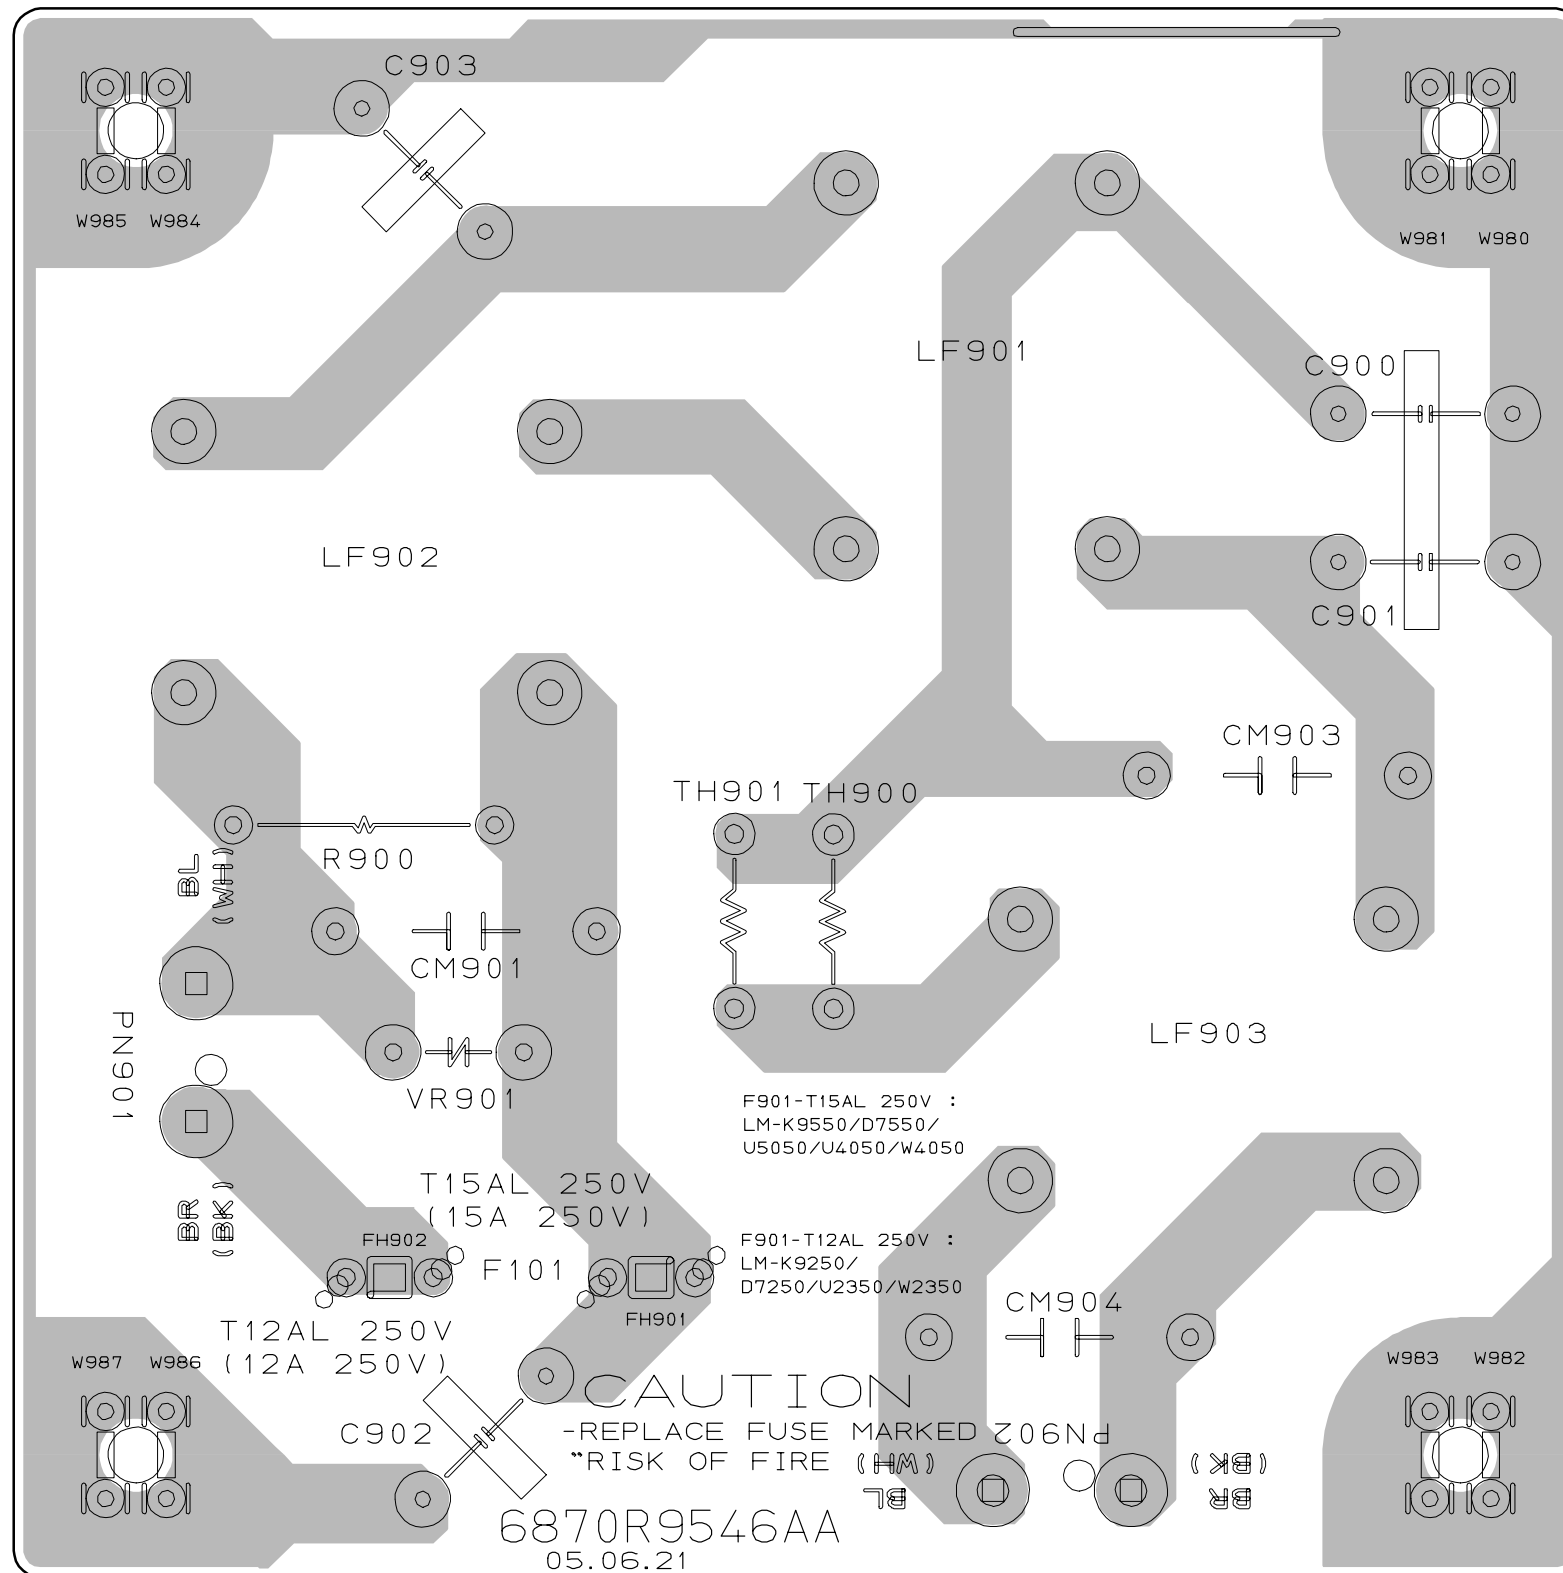 C903
W985 W984
W981 W980
LF901
C900
LF902
C901
CM903
TH901 TH900
R900
BL
(WH)
CM901
PN901
LF903
VR901
F901-T15AL 250V :
LM-K9550/D7550/
U5050/U4050/W4050
T15AL 250V
(15A 250V)
BR
(BK)
FH902
F101
F901-T12AL 250V :
LM-K9250/
D7250/U2350/W2350
CM904
FH901
T12AL 250V
(12A 250V)
W987 W986
W983 W982
CAUTION
-REPLACE FUSE MARKED
"RISK OF FIRE
C902
PN902
(WH)
BL
(BK)
BR
6870R9546AA
05.06.21